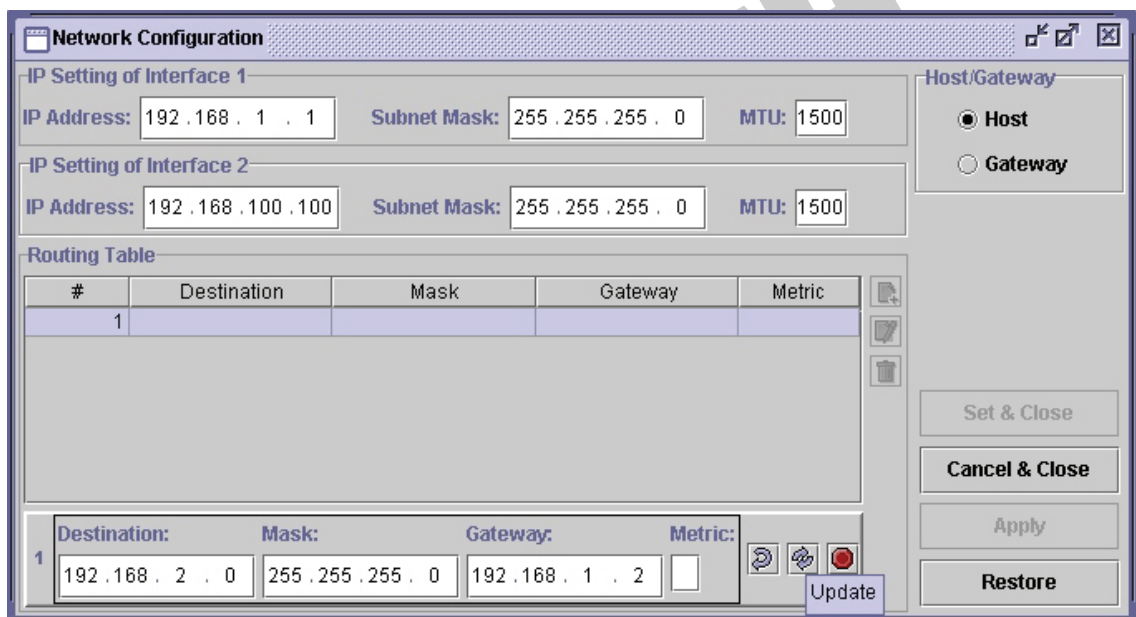 Network Configuration
IP Setting of Interface 1
IP Address: 192 .168 . 1 . 1 Subnet Mask: 255 .255 .255 . 0 MTU: 1500
IP Setting of Interface 2
IP Address: 192 .168 .100 .100 Subnet Mask: 255 .255 .255 . 0 MTU: 1500
Host/Gateway
Host
Gateway
Routing Table
# Destination Mask Gateway Metric
1
Set & Close
Cancel & Close
Apply
Restore
Destination: Mask: Gateway: Metric:
1 192 .168 . 2 . 0 255 .255 .255 . 0 192 .168 . 1 . 2
Update